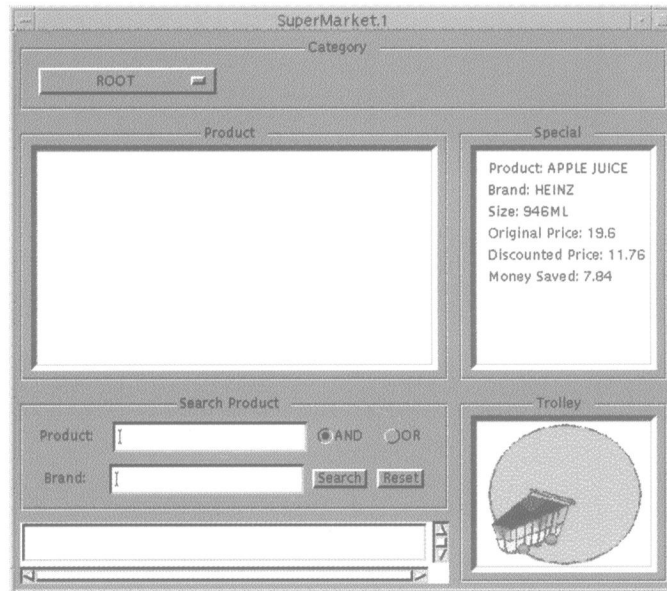 SuperMarket.1
Category
ROOT
Product
Special
Product: APPLE JUICE
Brand: HEINZ
Size: 946ML
Original Price: 19.6
Discounted Price: 11.76
Money Saved: 7.84
Search Product
Product: AND OR
Brand: Search Reset
Trolley